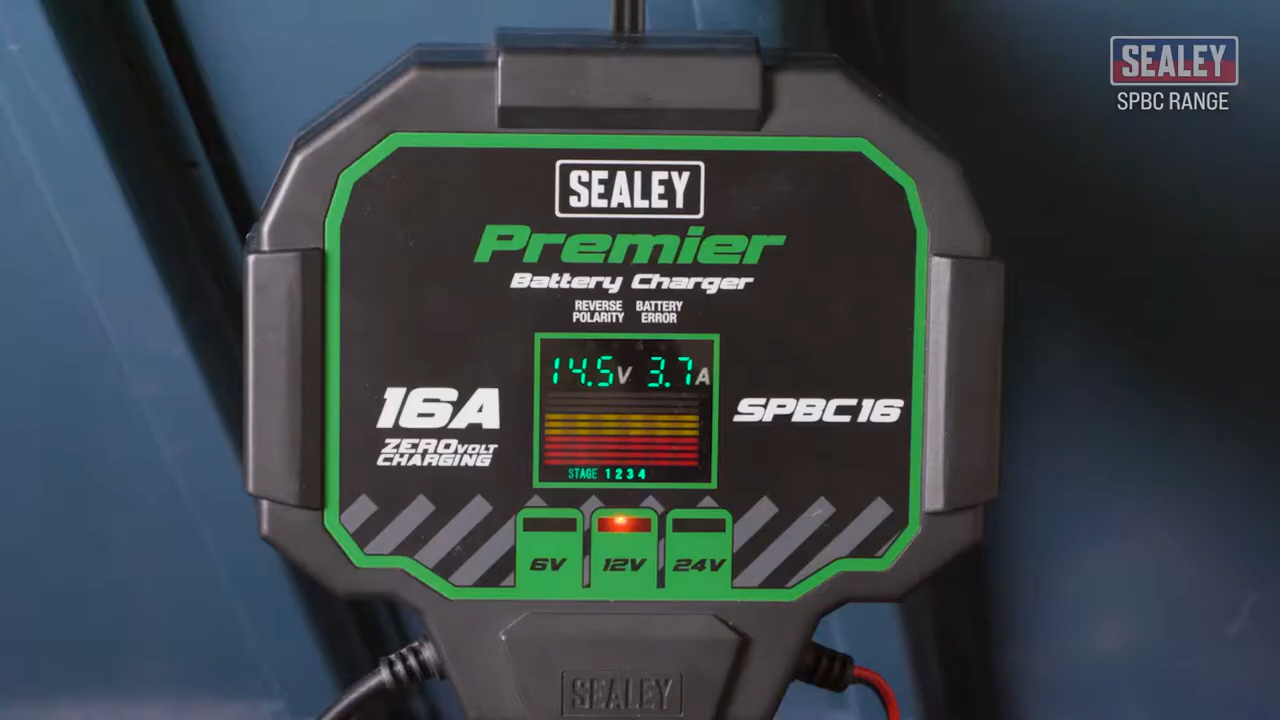 SEALEY
SPBC RANGE
SEALEY
Premier
Battery Charger
REVERSE POLARITY
BATTERY ERROR
14.5V 3.7A
16A
ZERO VOLT
CHARGING
SPBC16
STAGE 1 2 3 4
6V
12V
24V
SEALEY